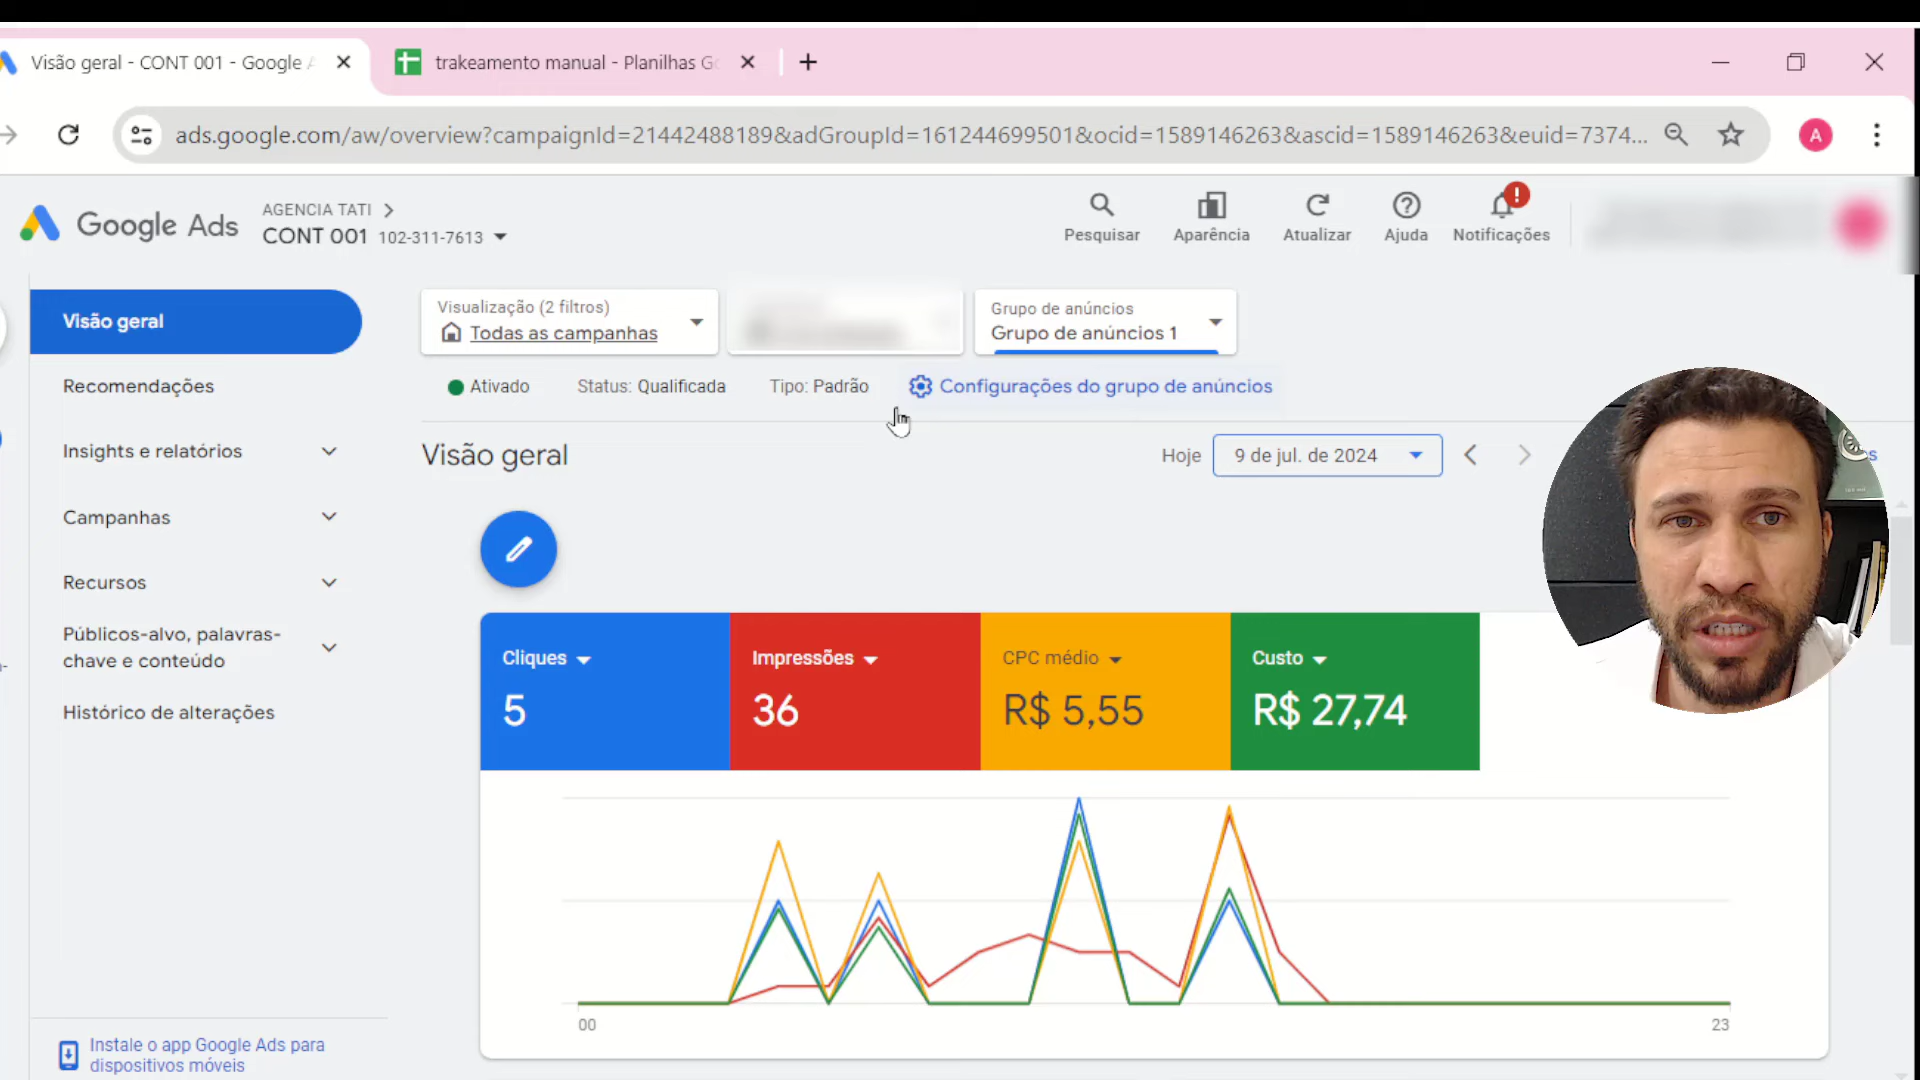 Visão geral - CONT 001 - Google
trakeamento manual - Planilhas Go
ads.google.com/aw/overview?campaignId=21442488189&adGroupId=161244699501&ocid=1589146263&ascid=1589146263&euid=7374...
A
Google Ads
AGENCIA TATI
CONT 001 102-311-7613
Pesquisar
Aparência
Atualizar
Ajuda
!
Notificações
Visão geral
Recomendações
Insights e relatórios
Campanhas
Recursos
Públicos-alvo, palavras-
chave e conteúdo
Histórico de alterações
Instale o app Google Ads para
dispositivos móveis
Visualização (2 filtros)
Todas as campanhas
Grupo de anúncios
Grupo de anúncios 1
Ativado
Status: Qualificada
Tipo: Padrão
Configurações do grupo de anúncios
Visão geral
Hoje
9 de jul. de 2024
Cliques
5
Impressões
36
CPC médio
R$ 5,55
Custo
R$ 27,74
00
23